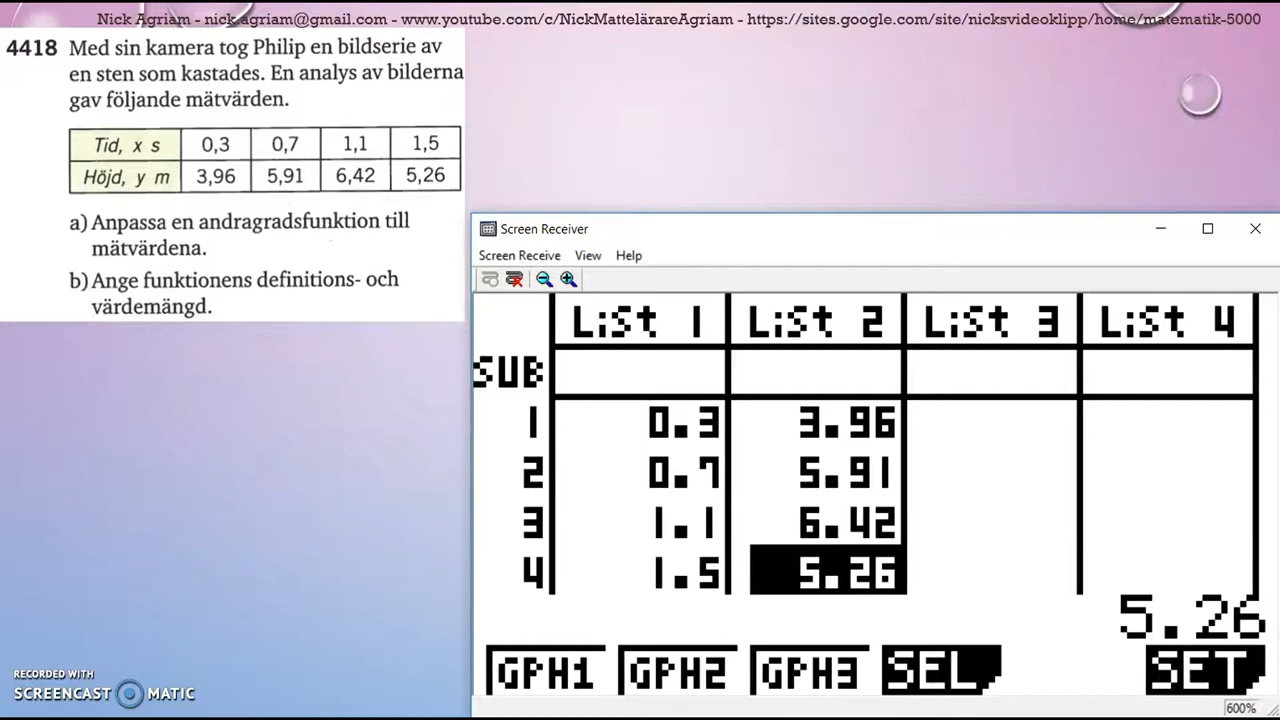 Nick Agriam - nick.agriam@gmail.com - www.youtube.com/c/NickMattelärareAgriam - https://sites.google.com/site/nicksvideoklipp/home/matematik-5000
4418 Med sin kamera tog Philip en bildserie av
en sten som kastades. En analys av bilderna
gav följande mätvärden.
Tid, x s 0,3 0,7 1,1 1,5
Höjd, y m 3,96 5,91 6,42 5,26
a) Anpassa en andragradsfunktion till
mätvärdena.
b) Ange funktionens definitions- och
värdemängd.
Screen Receiver
Screen Receive View Help
LiSt 1 LiSt 2 LiSt 3 LiSt 4
SUB
1 0.3 3.96
2 0.7 5.91
3 1.1 6.42
4 1.5 5.26
5.26
GPH1 GPH2 GPH3 SEL SET
600%
RECORDED WITH
SCREENCAST MATIC